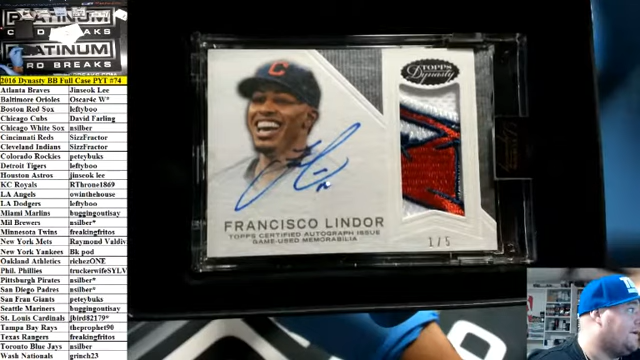 PLATINUM
CARD BREAKS
PLATINUM
CARD BREAKS
2016 Dynasty BB Full Case PYT #74
Atlanta Braves Jinseok Lee
Baltimore Orioles Oscar4e W*
Boston Red Sox leftyboo
Chicago Cubs David Farling
Chicago White Sox nsilber
Cincinnati Reds SizzFractor
Cleveland Indians SizzFractor
Colorado Rockies peteybuks
Detroit Tigers leftyboo
Houston Astros jinseok lee
KC Royals RThrone1869
LA Angels owinthehouse
LA Dodgers leftyboo
Miami Marlins huggingoutisay
Mil Brewers nsilber*
Minnesota Twins freakingfritos
New York Mets Raymond Valdiv
New York Yankees Bk pod
Oakland Athletics richerONE
Phil. Phillies truckerwifeSYLV
Pittsburgh Pirates nsilber*
San Diego Padres nsilber*
San Fran Giants peteybuks
Seattle Mariners huggingoutisay
St. Louis Cardinals jbird82179*
Tampa Bay Rays theprophet90
Texas Rangers freakingfritos
Toronto Blue Jays nsilber
Wash Nationals grinch23
C
TOPPS
Dynasty
FRANCISCO LINDOR
TOPPS CERTIFIED AUTOGRAPH ISSUE
GAME-USED MEMORABILIA
1/5